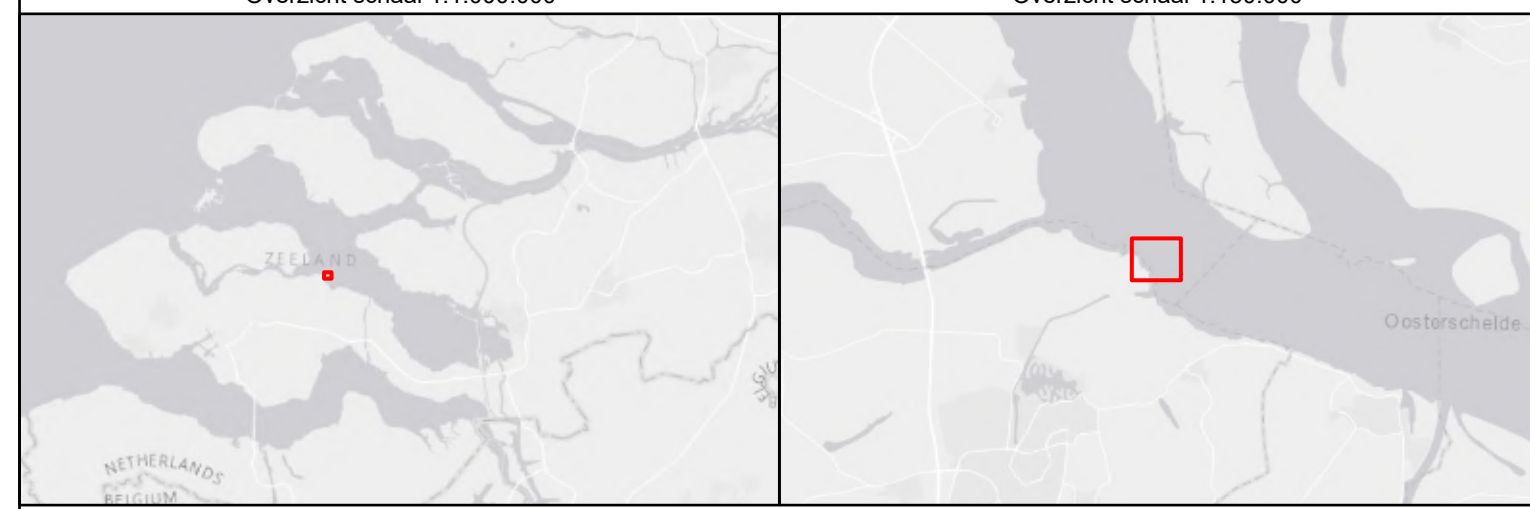 Overzicht schaal 1:1.000.000
Overzicht schaal 1:150.000
ZEELAND
Oosterschelde
NETHERLANDS
BELGIUM